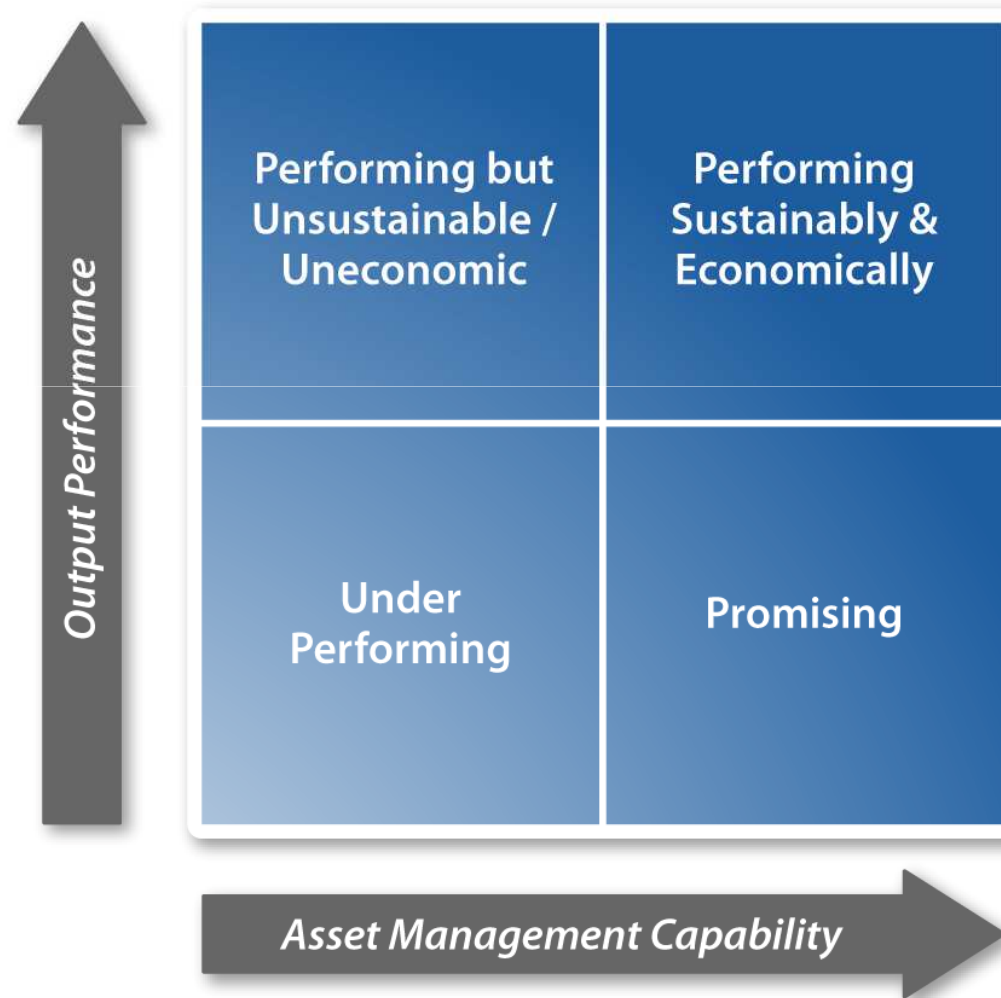 Output Performance
Performing but
Unsustainable /
Uneconomic
Performing
Sustainably &
Economically
Under
Performing
Promising
Asset Management Capability